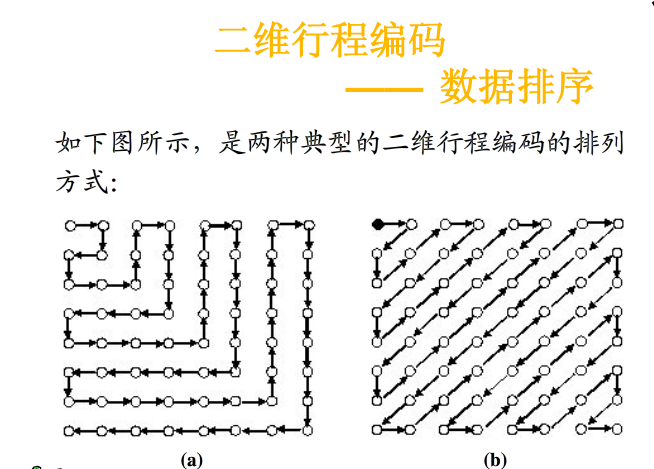 二维行程编码
—— 数据排序
如下图所示，是两种典型的二维行程编码的排列
方式：
(a) (b)